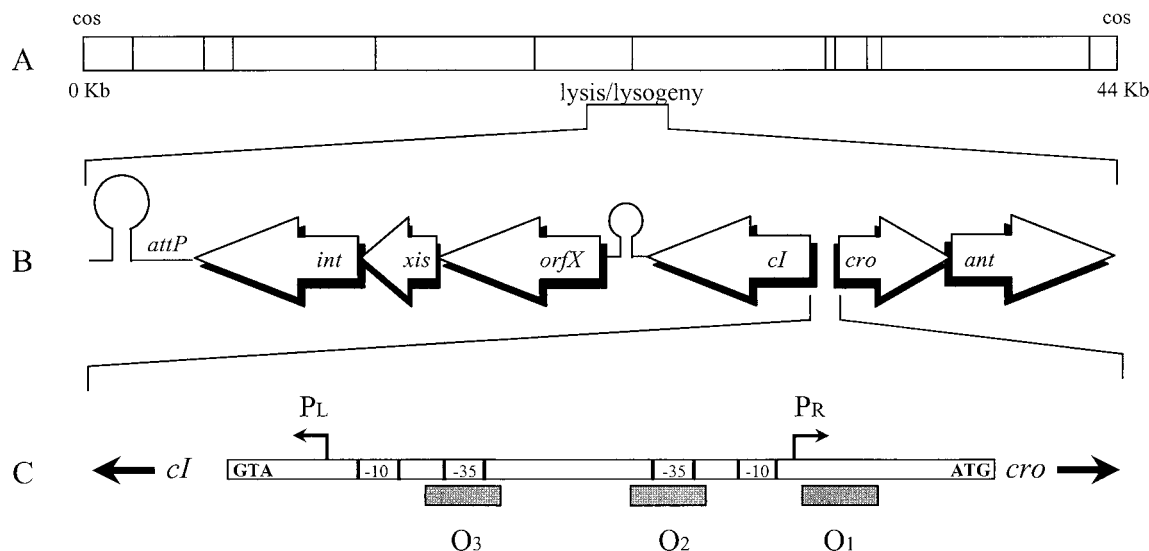 cos cos
A
0 Kb lysis/lysogeny 44 Kb
B attP int xis orfX cI cro ant
PL PR
C cI GTA -10 -35 -35 -10 ATG cro
O3 O2 O1